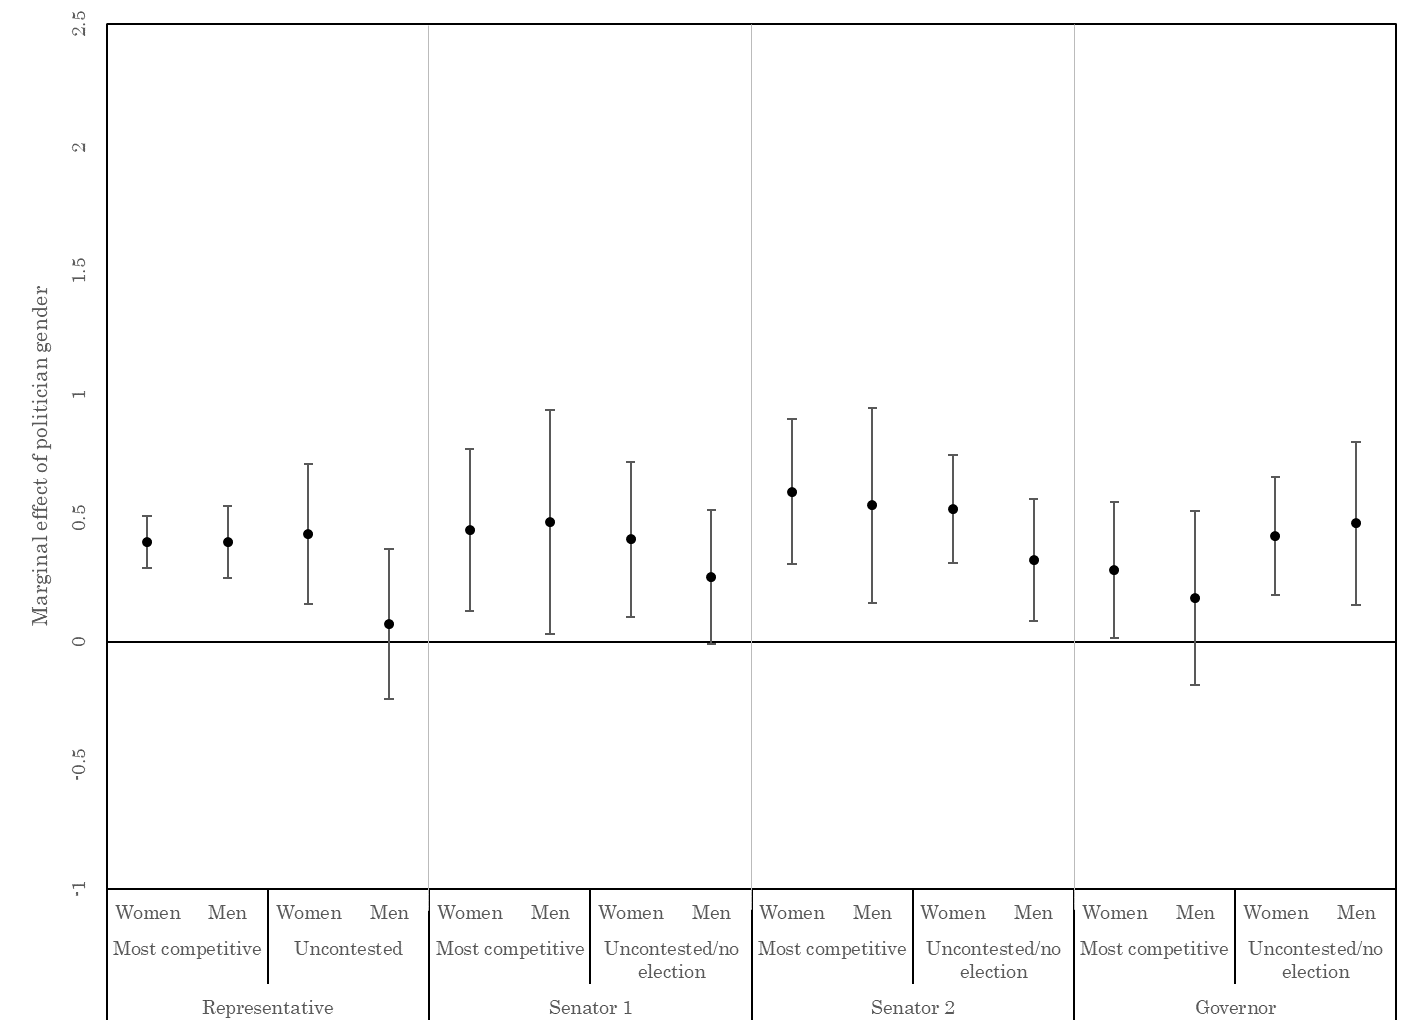 2.5
2
1.5
1
0.5
0
-0.5
-1
Marginal effect of politician gender
Women Men Women Men Women Men Women Men Women Men Women Men Women Men Women Men
Most competitive Uncontested Most competitive Uncontested/no election Most competitive Uncontested/no election Most competitive Uncontested/no election
Representative Senator 1 Senator 2 Governor